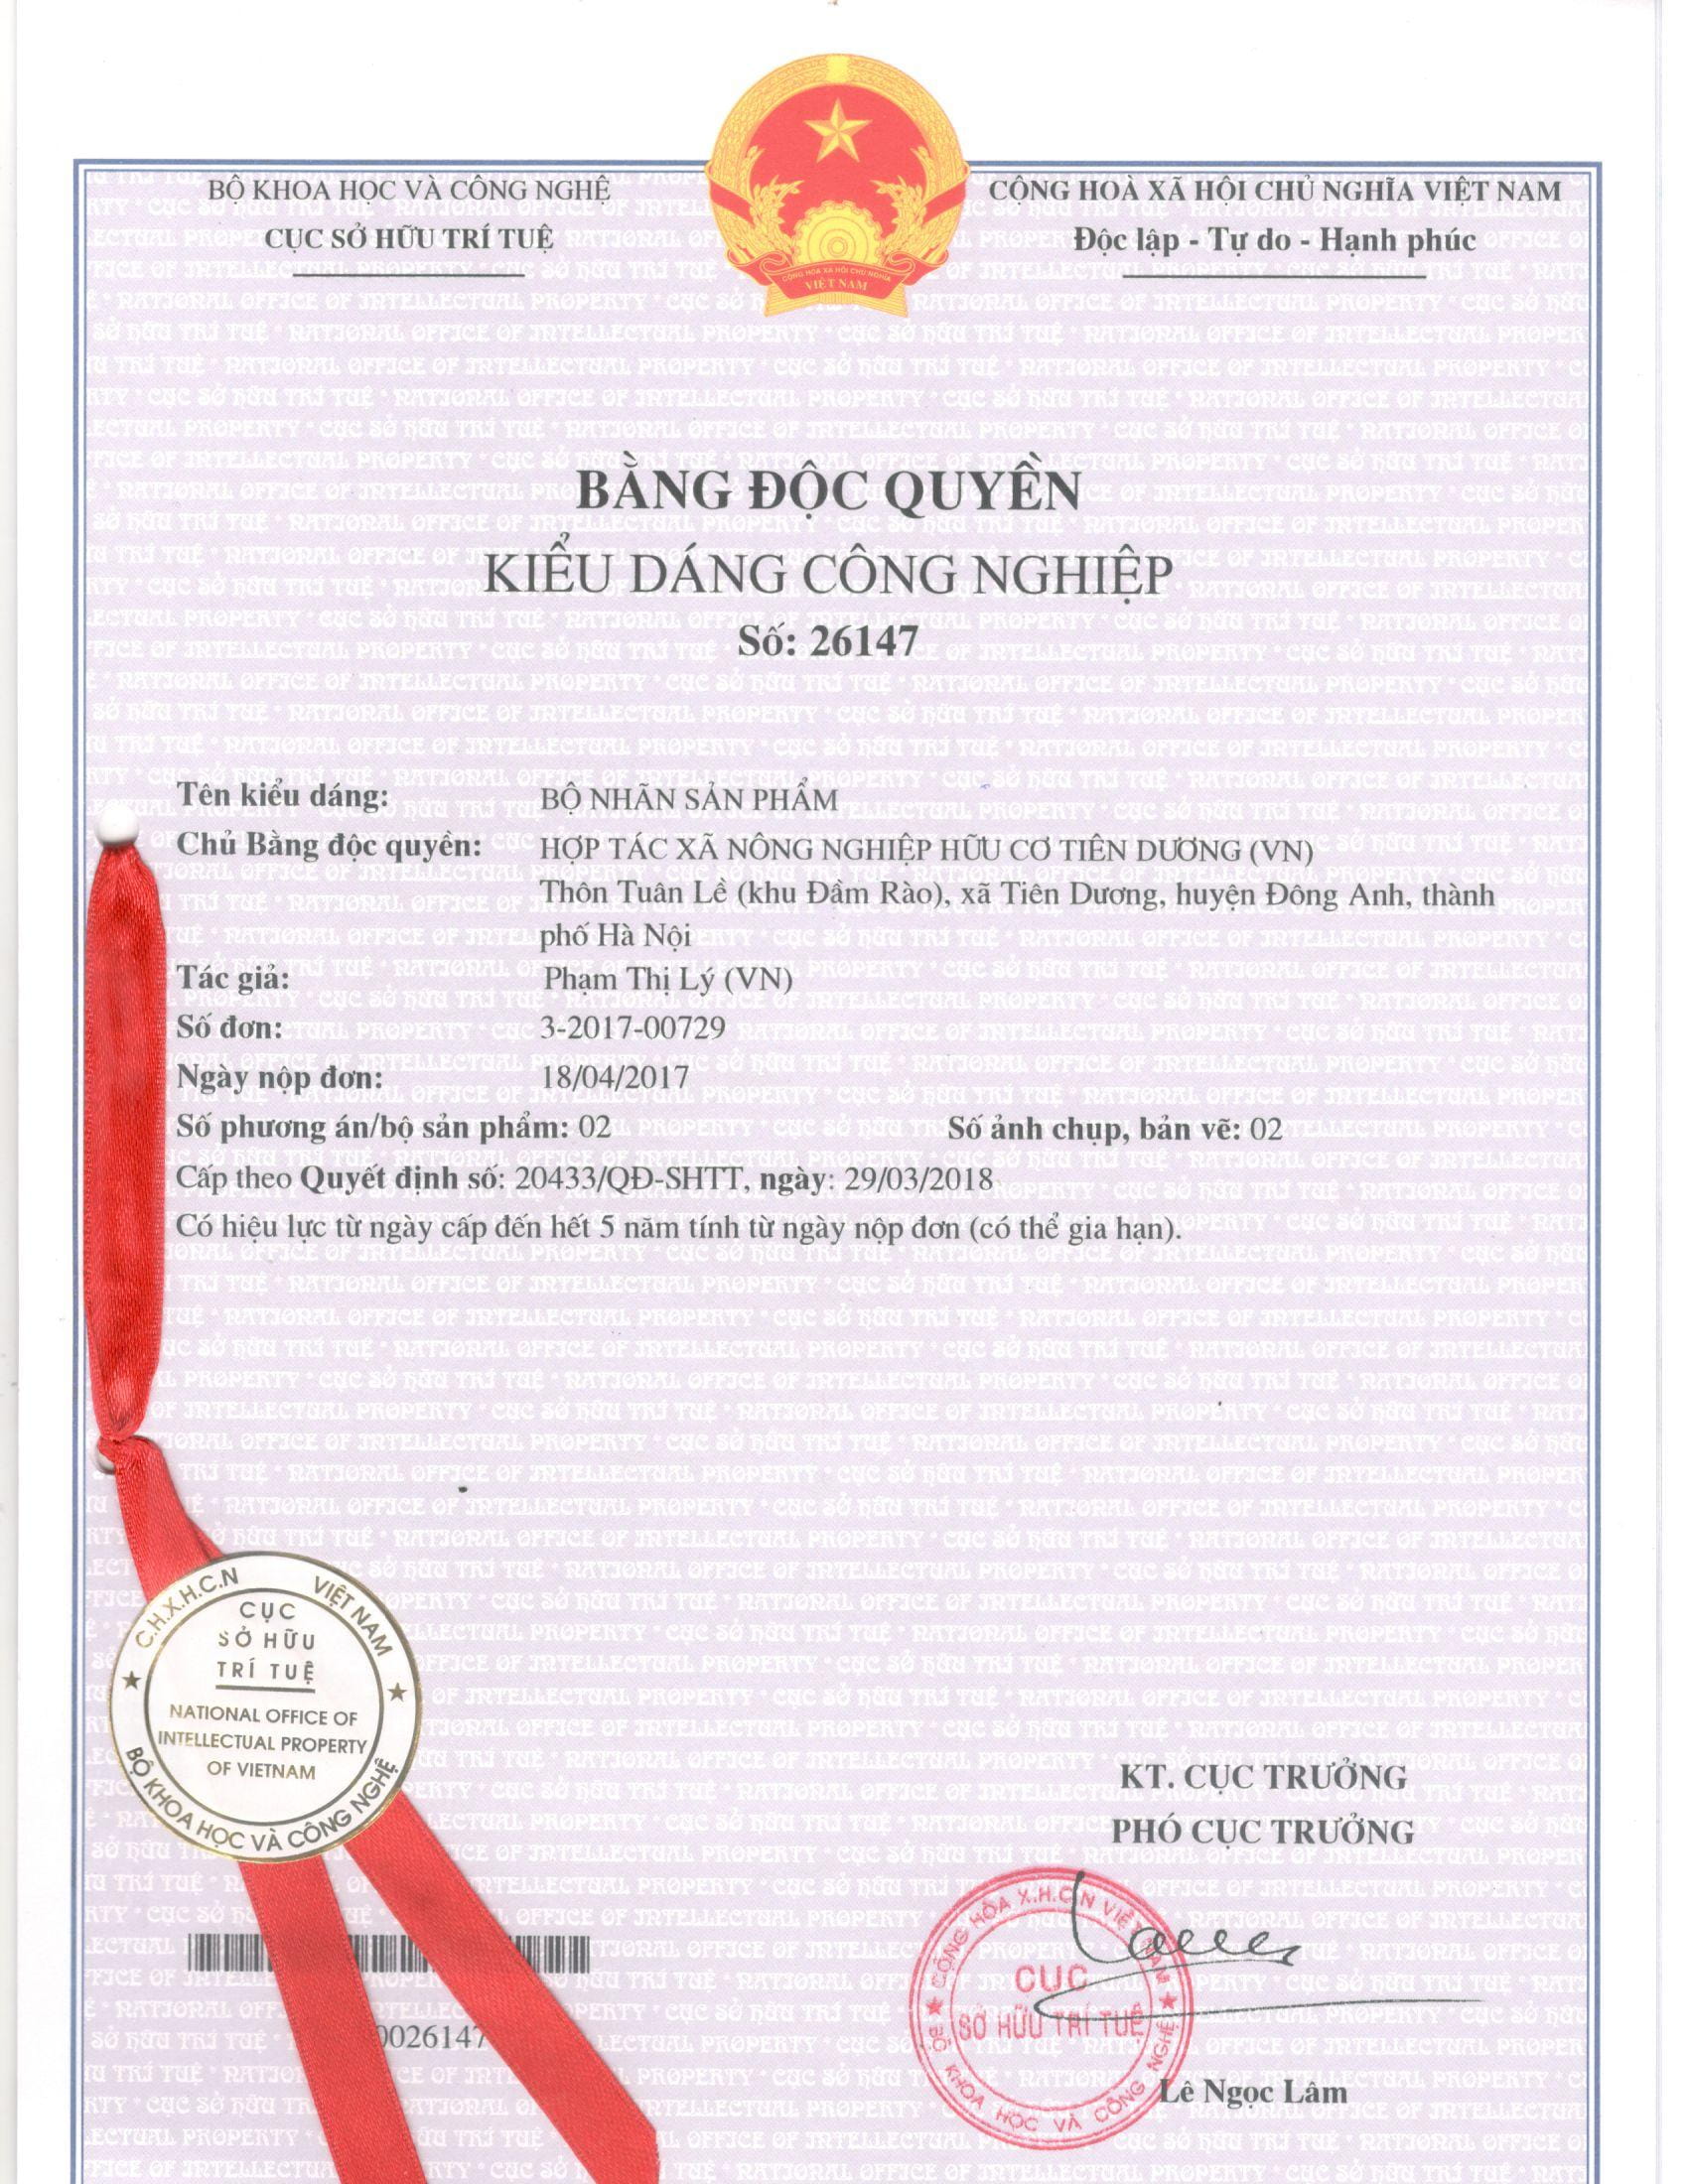 BỘ KHOA HỌC VÀ CÔNG NGHỆ
CỤC SỞ HỮU TRÍ TUỆ
CỘNG HOÀ XÃ HỘI CHỦ NGHĨA VIỆT NAM
Độc lập - Tự do - Hạnh phúc
CỘNG HÒA XÃ HỘI CHỦ NGHĨA
VIỆT NAM
BẰNG ĐỘC QUYỀN
KIỂU DÁNG CÔNG NGHIỆP
Số: 26147
Tên kiểu dáng: BỘ NHÃN SẢN PHẨM
Chủ Bằng độc quyền: HỢP TÁC XÃ NÔNG NGHIỆP HỮU CƠ TIÊN DƯƠNG (VN)
Thôn Tuân Lề (khu Đầm Rào), xã Tiên Dương, huyện Đông Anh, thành
phố Hà Nội
Tác giả: Phạm Thị Lý (VN)
Số đơn: 3-2017-00729
Ngày nộp đơn: 18/04/2017
Số phương án/bộ sản phẩm: 02 Số ảnh chụp, bản vẽ: 02
Cấp theo Quyết định số: 20433/QĐ-SHTT, ngày: 29/03/2018
Có hiệu lực từ ngày cấp đến hết 5 năm tính từ ngày nộp đơn (có thể gia hạn).
C.H.X.H.C.N VIỆT NAM
CỤC
SỞ HỮU
TRÍ TUỆ
NATIONAL OFFICE OF
INTELLECTUAL PROPERTY
OF VIETNAM
BỘ KHOA HỌC VÀ CÔNG NGHỆ
KT. CỤC TRƯỞNG
PHÓ CỤC TRƯỞNG
CỘNG HÒA X.H.C.N VIỆT NAM
CỤC
SỞ HỮU TRÍ TUỆ
BỘ KHOA HỌC VÀ CÔNG NGHỆ
0026147
Lê Ngọc Lâm